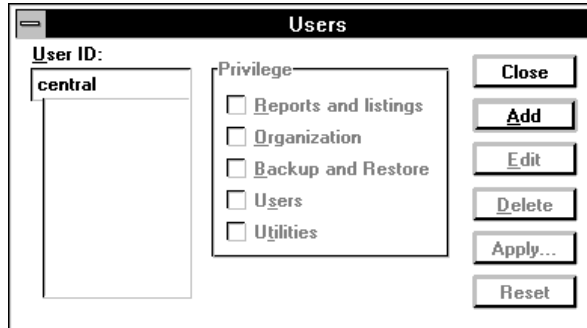 Users
User ID:
central
Privilege
Reports and listings
Organization
Backup and Restore
Users
Utilities
Close
Add
Edit
Delete
Apply...
Reset